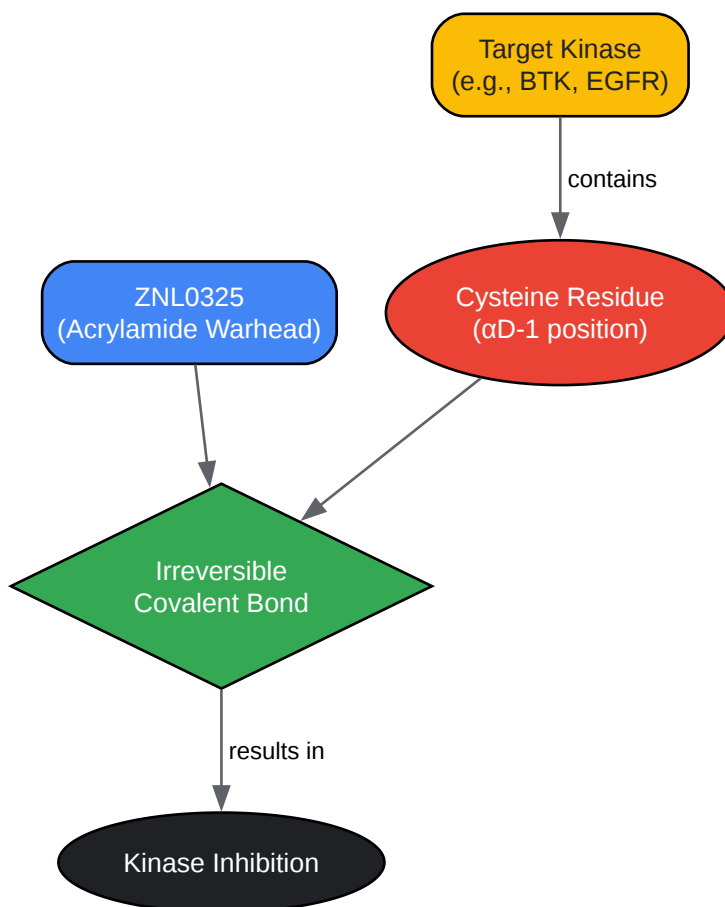 Target Kinase
(e.g., BTK, EGFR)
contains
ZNL0325
(Acrylamide Warhead)
Cysteine Residue
(αD-1 position)
Irreversible
Covalent Bond
results in
Kinase Inhibition